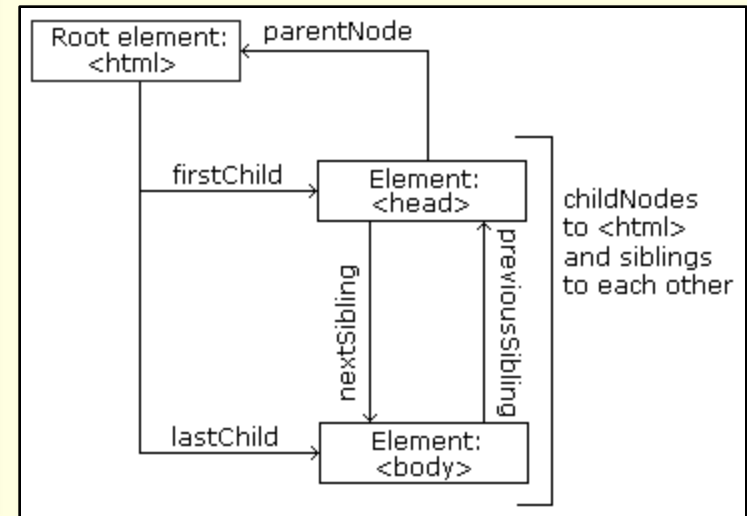 Root element:
<html>
parentNode
firstChild
Element:
<head>
childNodes
to <html>
and siblings
to each other
nextSibling
previousSibling
lastChild
Element:
<body>